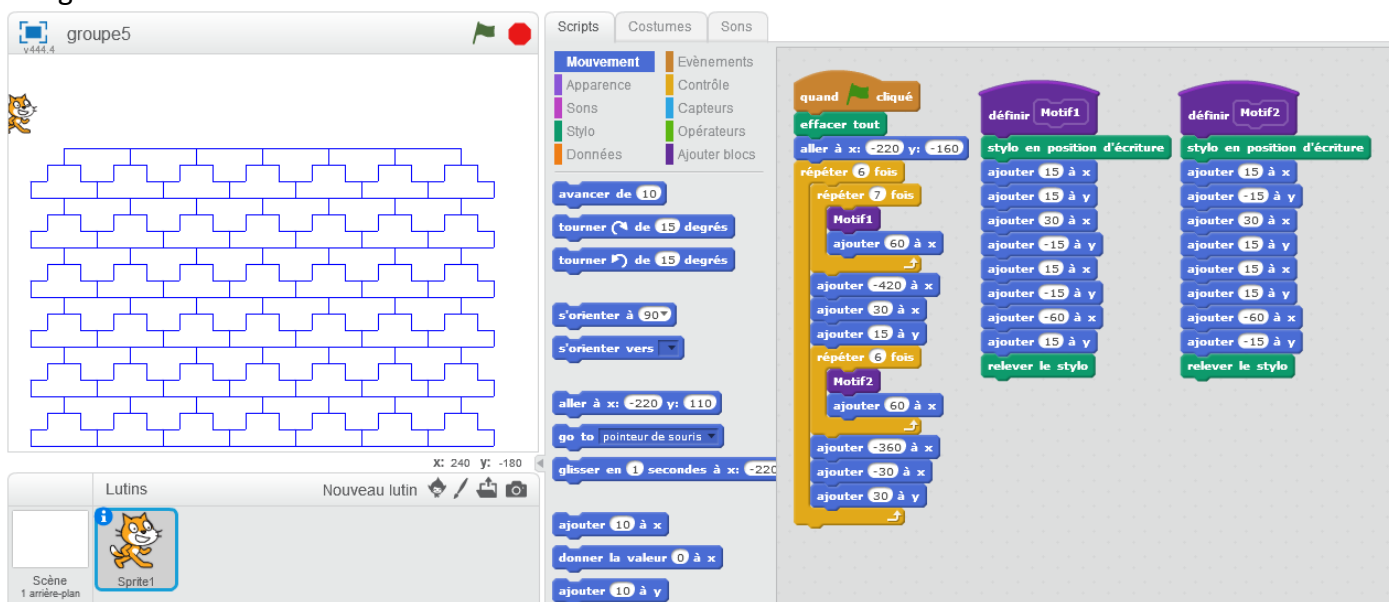 groupe5
v444.4
X: 240 y: -180
Lutins
Nouveau lutin
Scène
1 arrière-plan
Sprite1
Scripts
Costumes
Sons
Mouvement
Evènements
Apparence
Contrôle
Sons
Capteurs
Stylo
Opérateurs
Données
Ajouter blocs
avancer de 10
tourner de 15 degrés
tourner de 15 degrés
s'orienter à 90
s'orienter vers
aller à x: -220 y: 110
go to pointeur de souris
glisser en 1 secondes à x: -220
ajouter 10 à x
donner la valeur 0 à x
ajouter 10 à y
quand cliqué
effacer tout
aller à x: -220 y: -160
répéter 6 fois
répéter 7 fois
Motif1
ajouter 60 à x
ajouter -420 à x
ajouter 30 à x
ajouter 15 à y
répéter 6 fois
Motif2
ajouter 60 à x
ajouter -360 à x
ajouter -30 à x
ajouter 30 à y
définir Motif1
stylo en position d'écriture
ajouter 15 à x
ajouter 15 à y
ajouter 30 à x
ajouter -15 à y
ajouter 15 à x
ajouter -15 à y
ajouter -60 à x
ajouter 15 à y
relever le stylo
définir Motif2
stylo en position d'écriture
ajouter 15 à x
ajouter -15 à y
ajouter 30 à x
ajouter 15 à y
ajouter 15 à x
ajouter 15 à y
ajouter -60 à x
ajouter -15 à y
relever le stylo